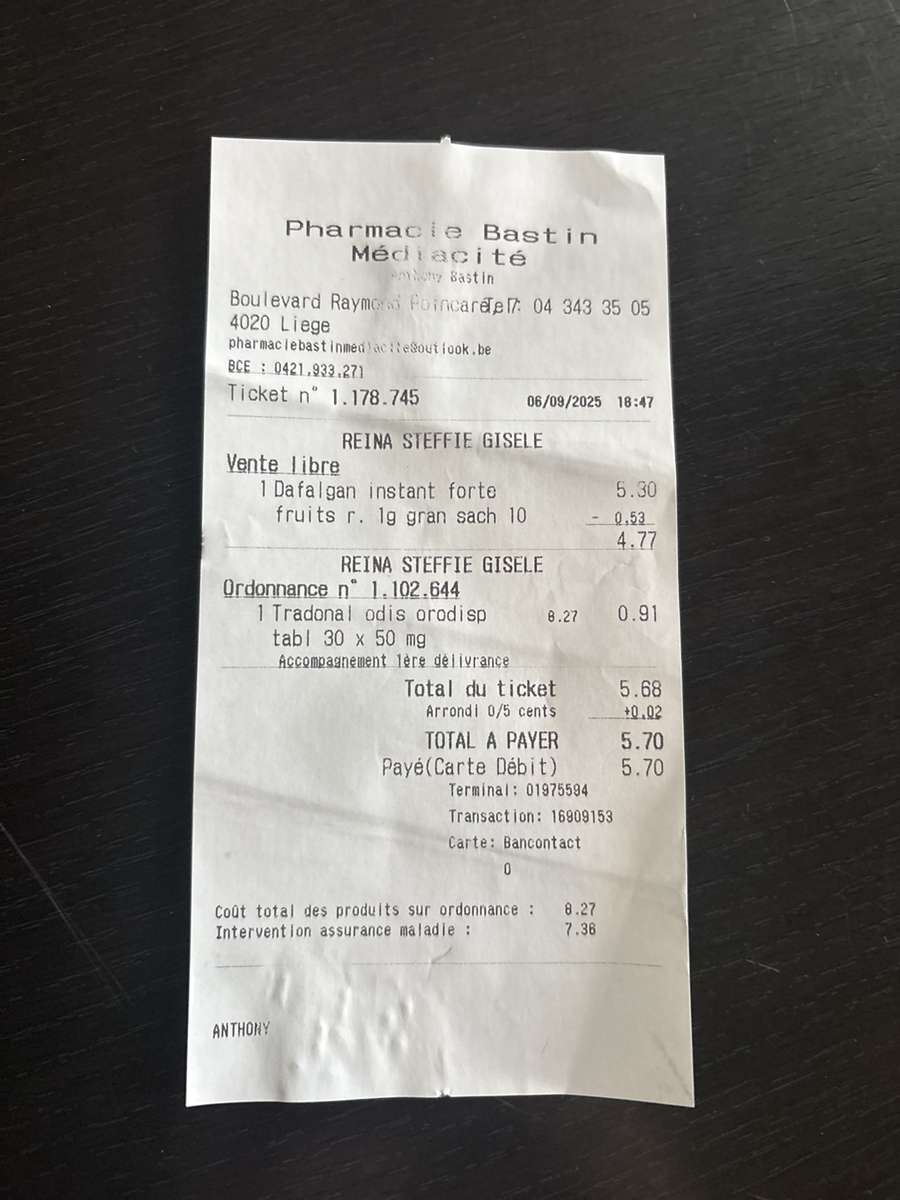 Pharmacie Bastin
Médiacité
Anthony Bastin
Boulevard Raymond Poincaré 17 Tel: 04 343 35 05
4020 Liege
pharmaciebastinmediacite@outlook.be
BCE : 0421.933.271
Ticket n° 1.178.745 06/09/2025 18:47
REINA STEFFIE GISELE
Vente libre
1 Dafalgan instant forte 5.30
fruits r. 1g gran sach 10 - 0.53
4.77
REINA STEFFIE GISELE
Ordonnance n° 1.102.644
1 Tradonal odis orodisp 8.27 0.91
tabl 30 x 50 mg
Accompagnement 1ère délivrance
Total du ticket 5.68
Arrondi 0/5 cents +0.02
TOTAL A PAYER 5.70
Payé(Carte Débit) 5.70
Terminal: 01975594
Transaction: 16909153
Carte: Bancontact
0
Coût total des produits sur ordonnance : 8.27
Intervention assurance maladie : 7.36
ANTHONY